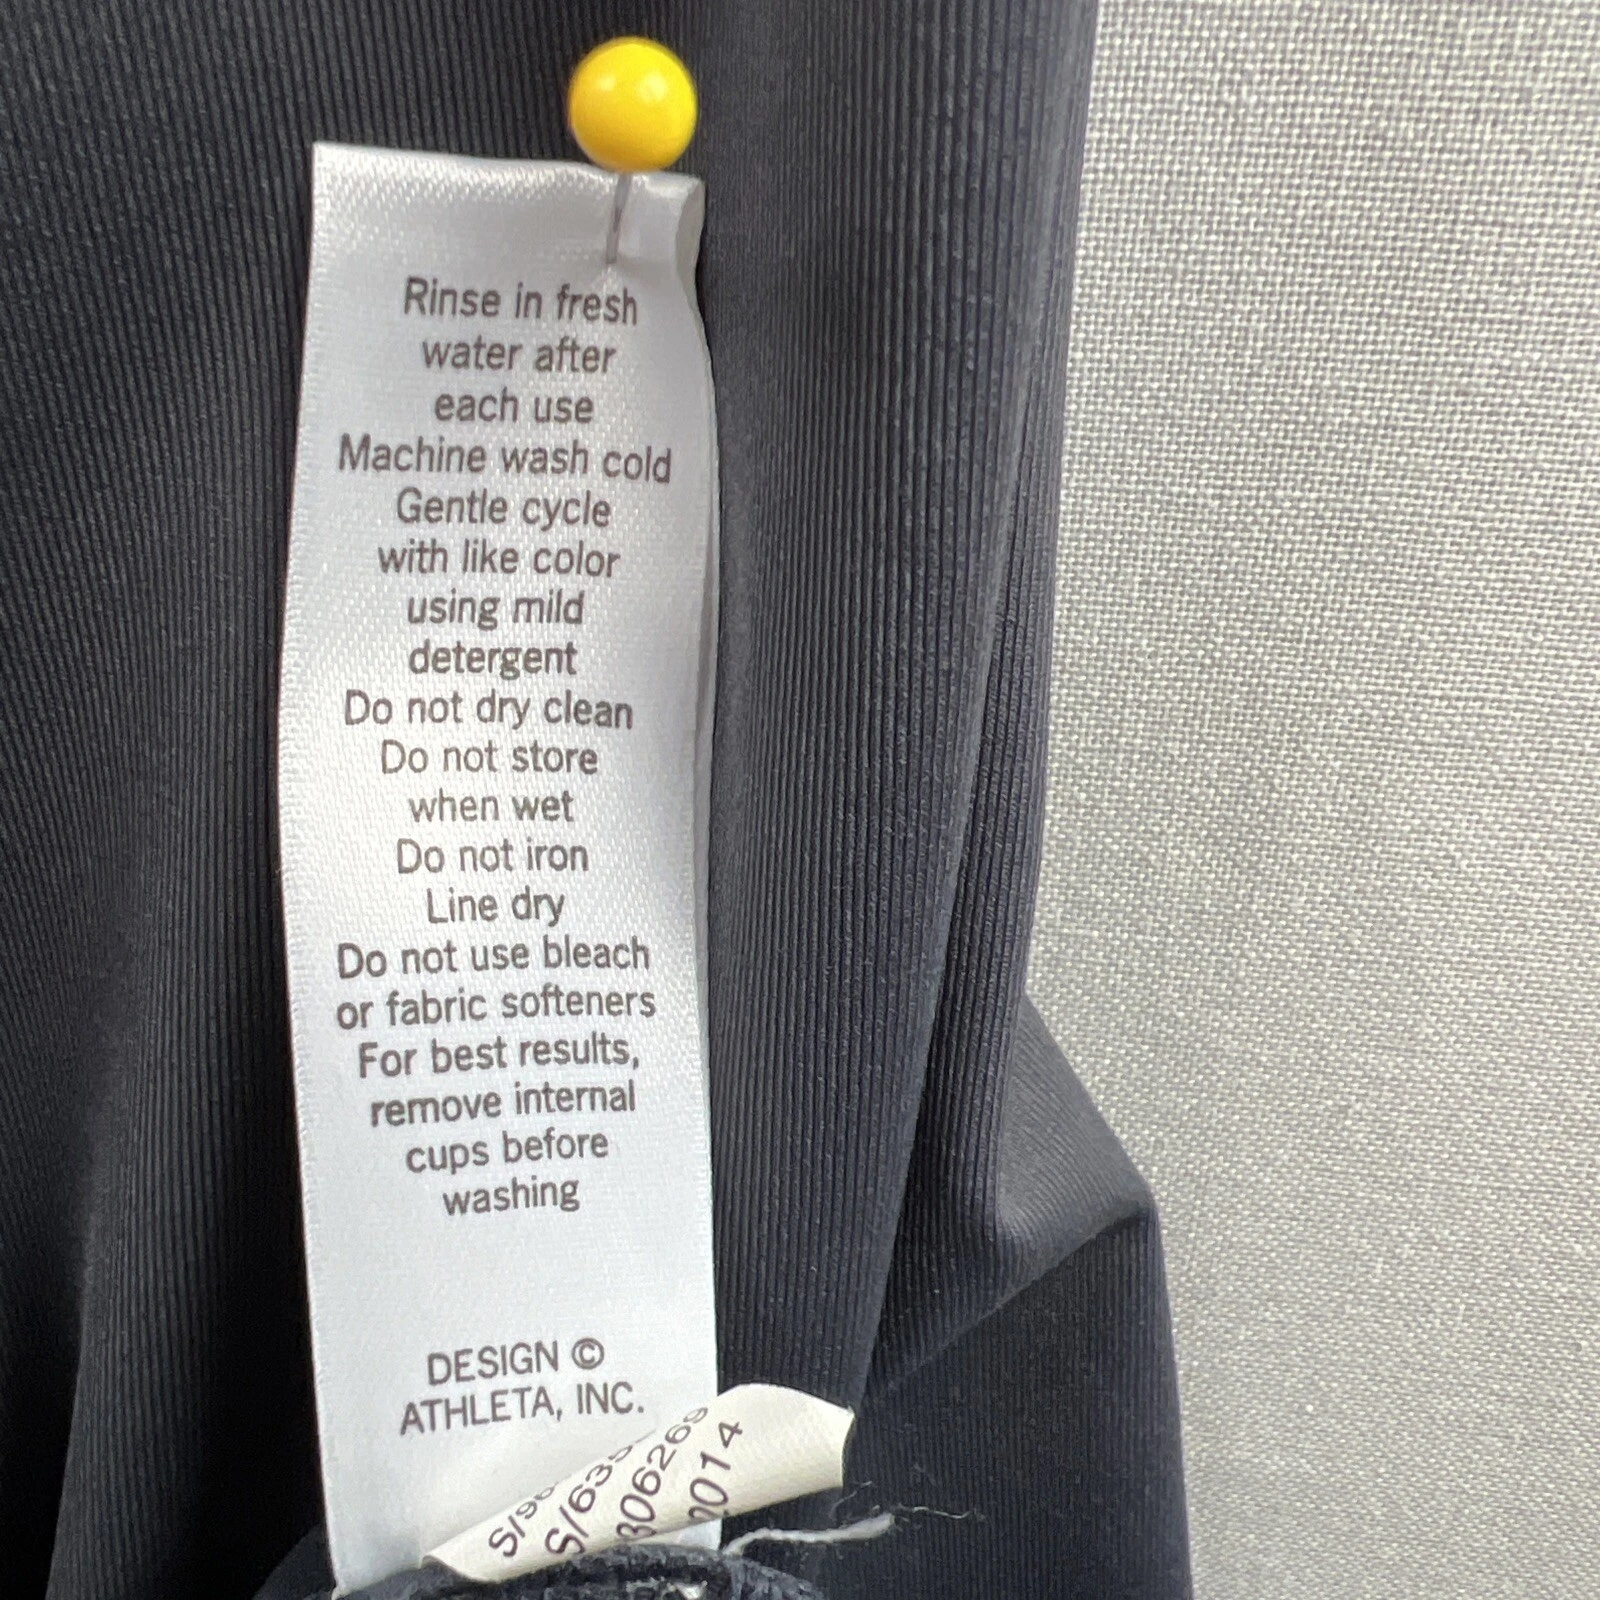 Rinse in fresh
water after
each use
Machine wash cold
Gentle cycle
with like color
using mild
detergent
Do not dry clean
Do not store
when wet
Do not iron
Line dry
Do not use bleach
or fabric softeners
For best results,
remove internal
cups before
washing
DESIGN ©
ATHLETA, INC.